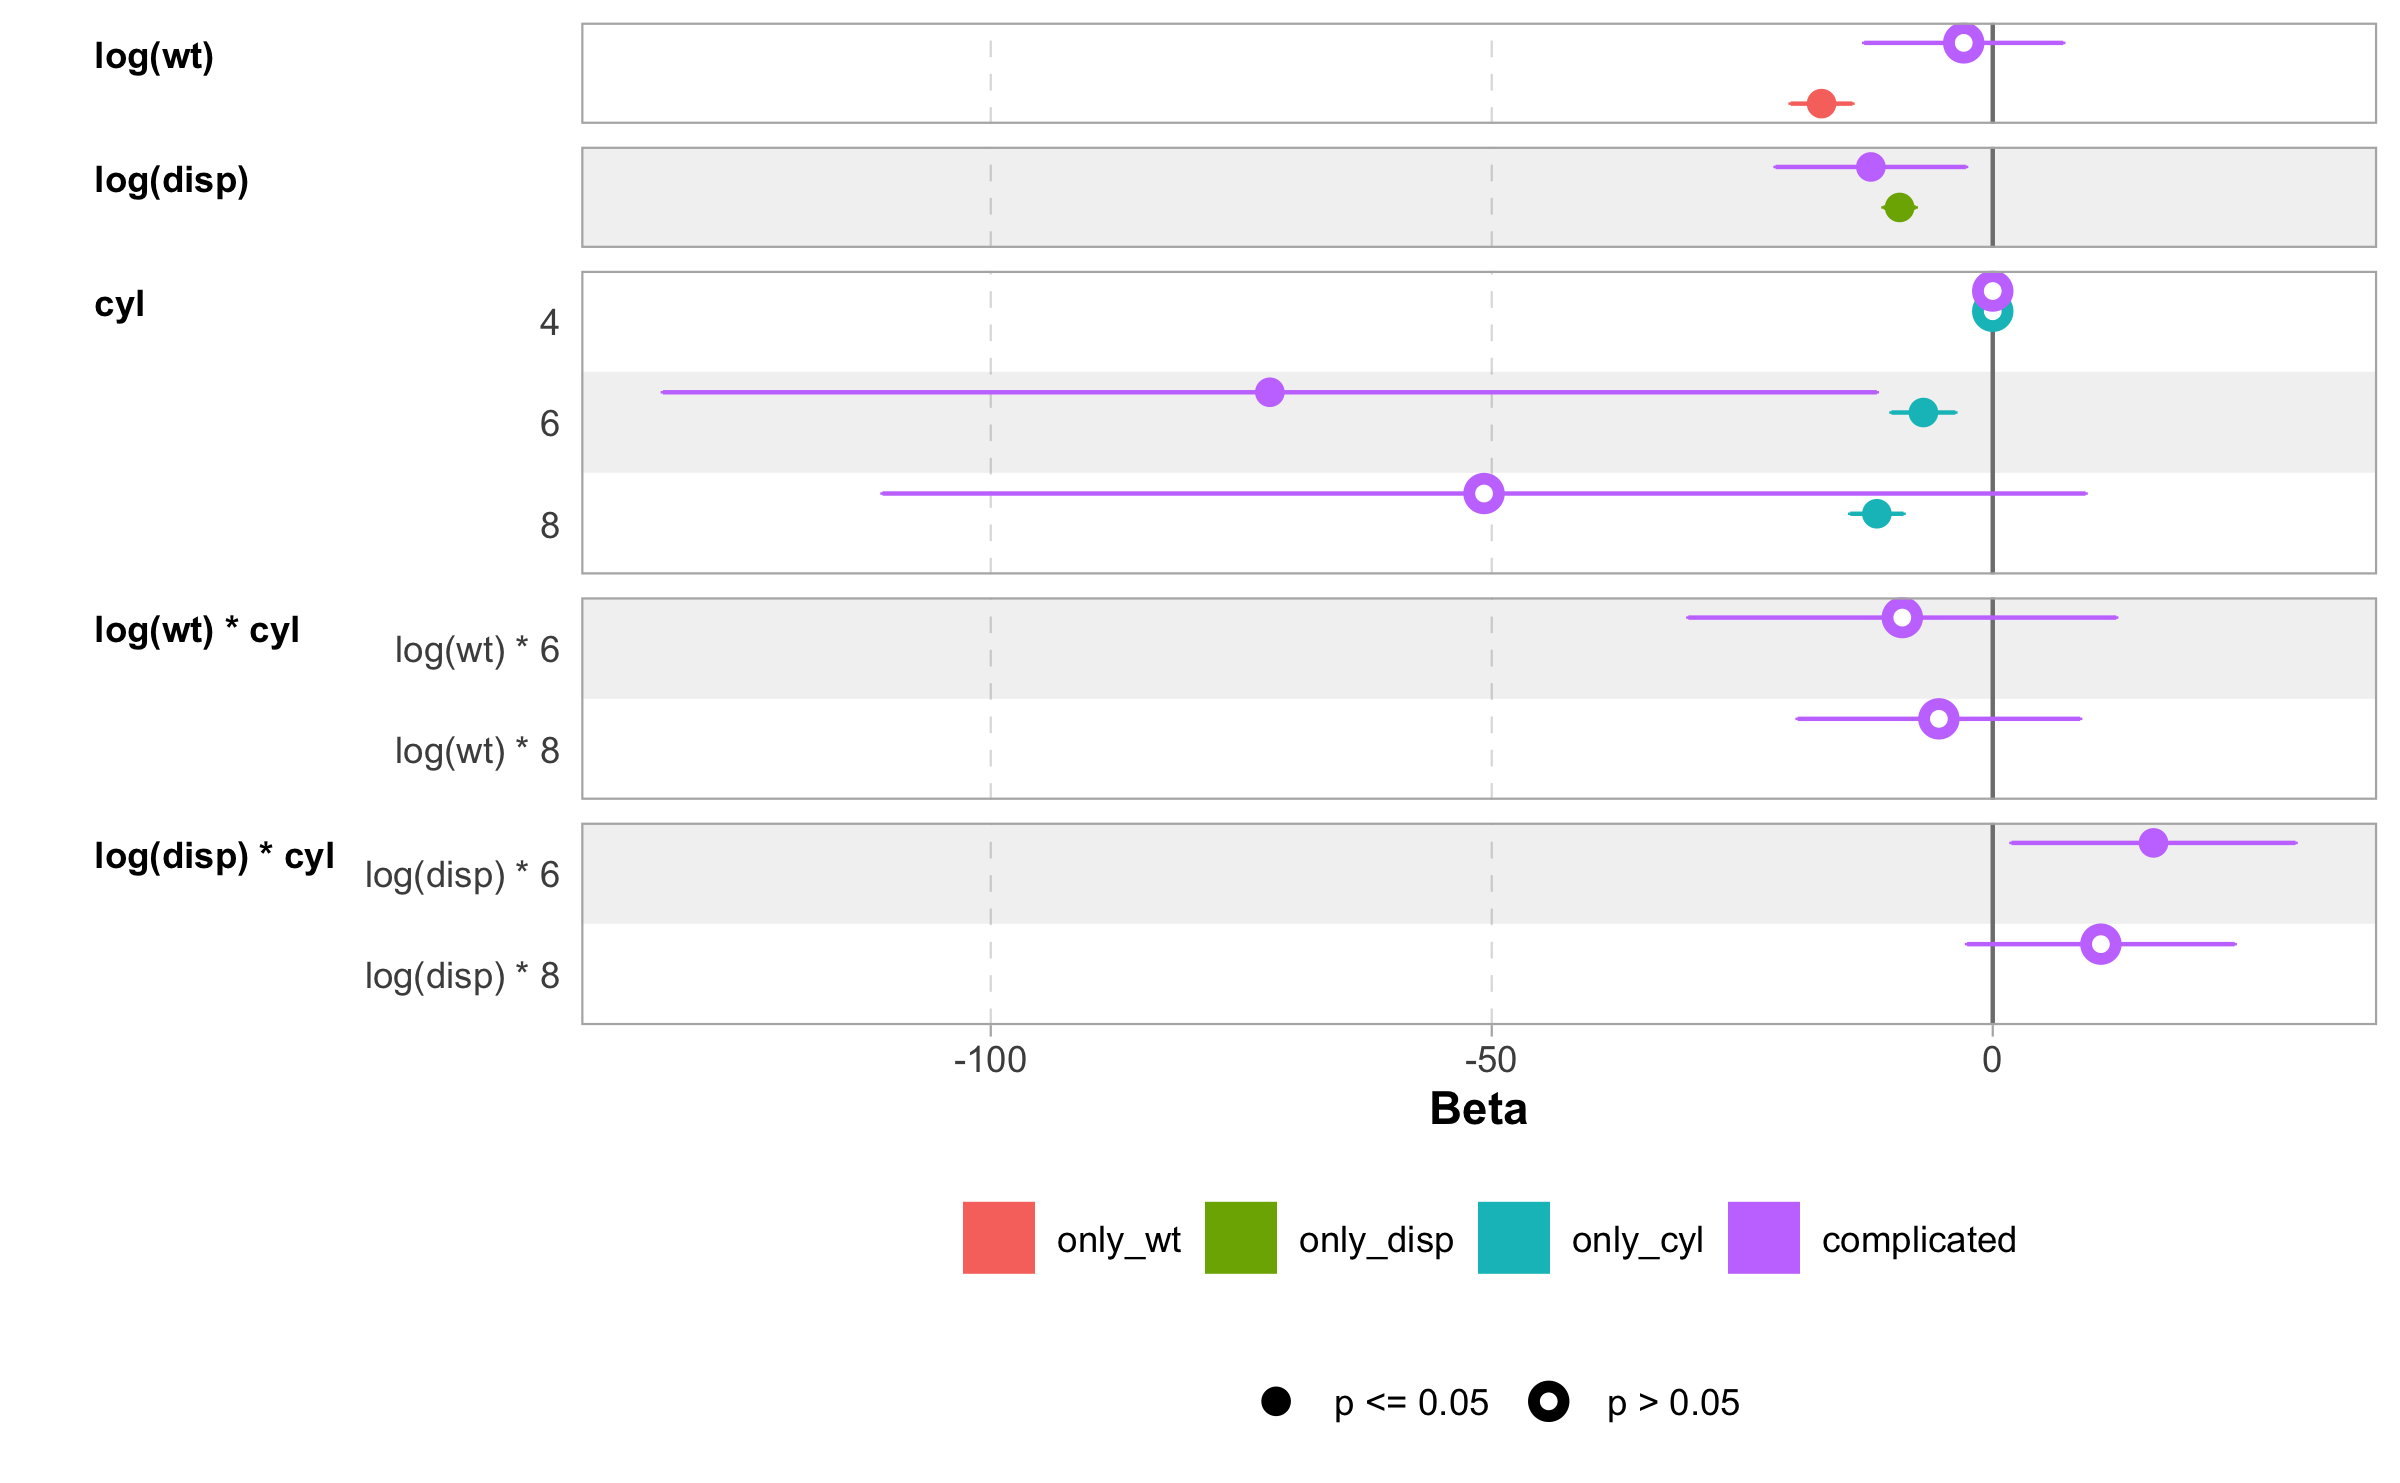 log(wt)
log(disp)
cyl
4
6
8
log(wt) * cyl
log(wt) * 6
log(wt) * 8
log(disp) * cyl
log(disp) * 6
log(disp) * 8
-100 -50 0
Beta
only_wt only_disp only_cyl complicated
p <= 0.05 p > 0.05